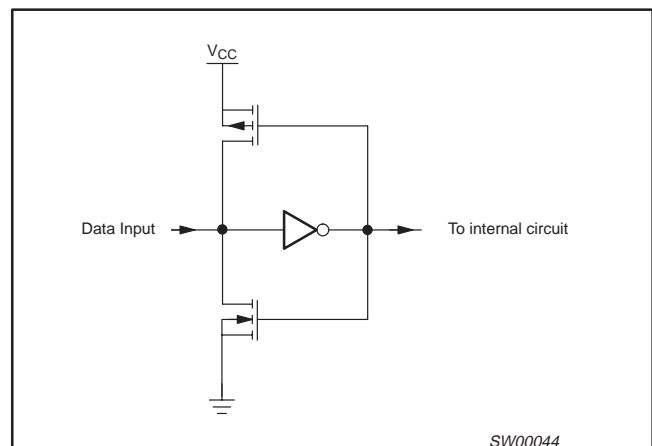 VCC
Data Input
To internal circuit
SW00044